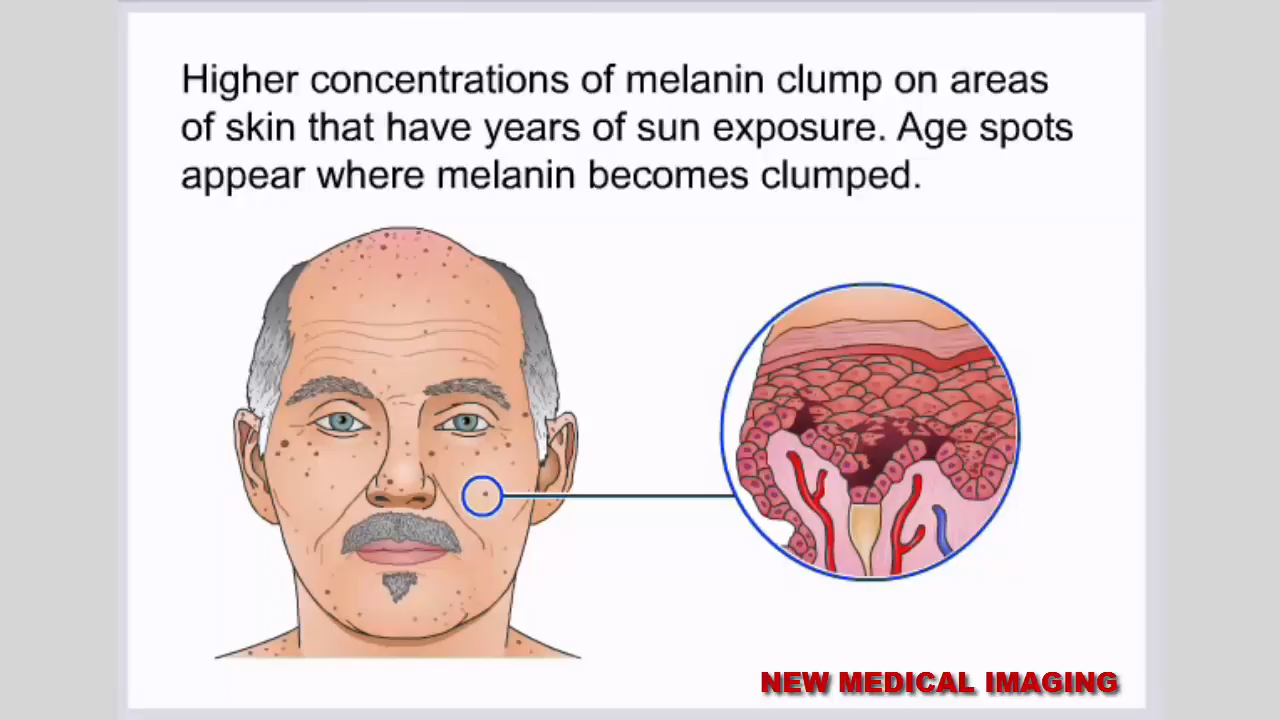 Higher concentrations of melanin clump on areas
of skin that have years of sun exposure. Age spots
appear where melanin becomes clumped.
NEW MEDICAL IMAGING